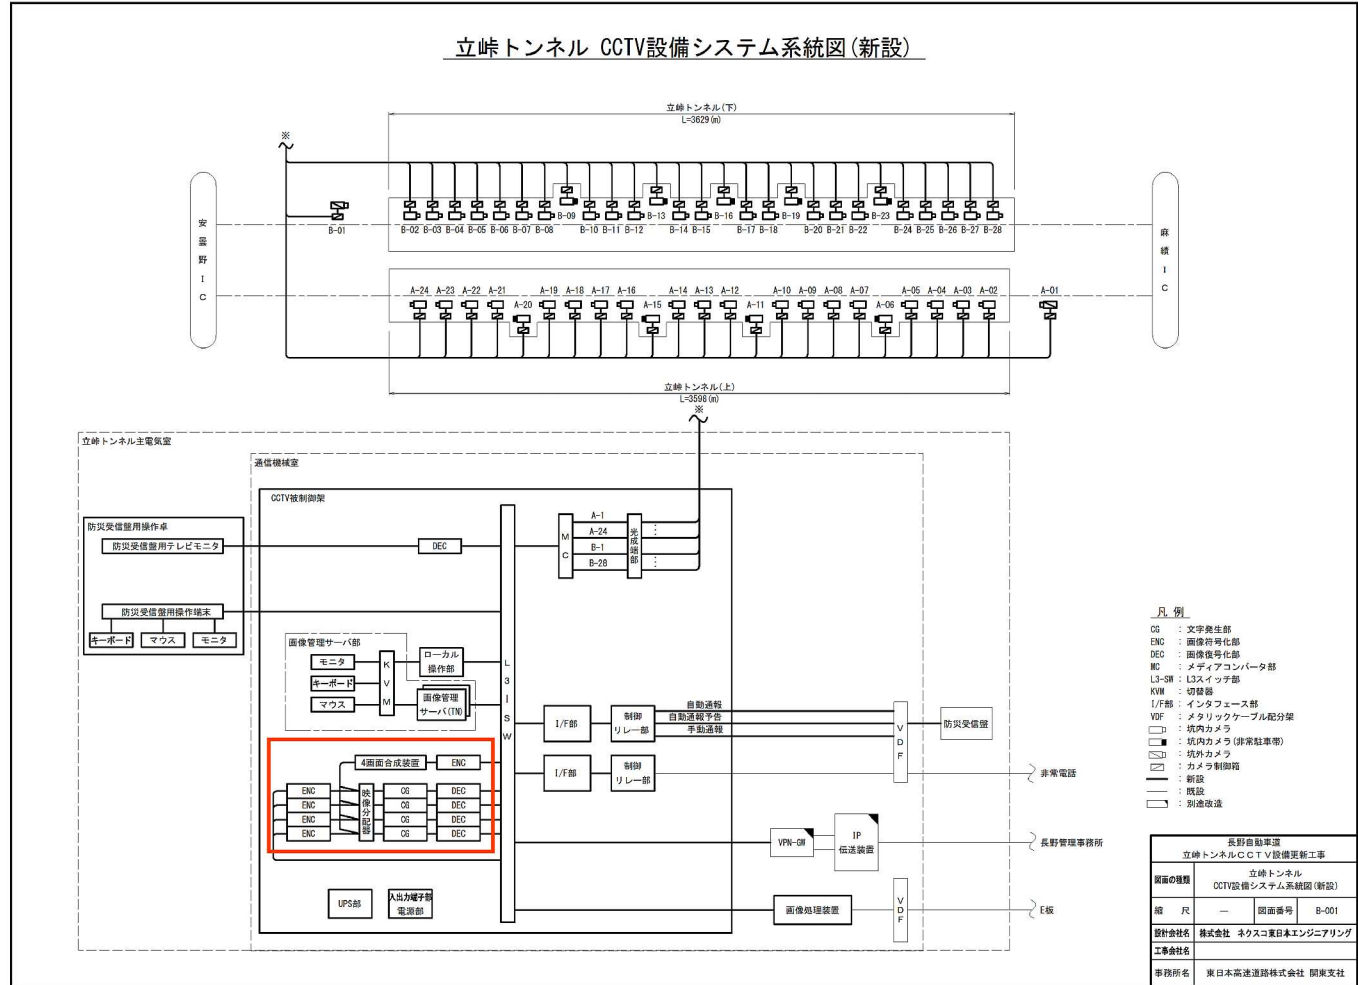 立峠トンネル CCTV設備システム系統図(新設)
立峠トンネル(下)
L=3629(m)
※
安曇野IC
麻績IC
B-01
B-02 B-03 B-04 B-05 B-06 B-07 B-08 B-09 B-10 B-11 B-12 B-13 B-14 B-15 B-16 B-17 B-18 B-19 B-20 B-21 B-22 B-23 B-24 B-25 B-26 B-27 B-28
A-24 A-23 A-22 A-21 A-20 A-19 A-18 A-17 A-16 A-15 A-14 A-13 A-12 A-11 A-10 A-09 A-08 A-07 A-06 A-05 A-04 A-03 A-02 A-01
立峠トンネル(上)
L=3598(m)
※
立峠トンネル主電気室
通信機械室
CCTV被制御架
防災受信盤用操作卓
防災受信盤用テレビモニタ
防災受信盤用操作端末
キーボード マウス モニタ
DEC
MC
A-1
A-24
B-1
B-28
光成端部
L3ISW
画像管理サーバ部
モニタ
キーボード
マウス
KVM
ローカル
操作部
画像管理
サーバ(TN)
4画面合成装置 ENC
ENC CG DEC
ENC CG DEC
ENC CG DEC
ENC CG DEC
映像分配器
I/F部 制御
リレー部
自動通報
自動通報予告
手動通報
VDF
防災受信盤
I/F部 制御
リレー部
非常電話
VPN-GW
IP
伝送装置
長野管理事務所
UPS部
入出力端子部
電源部
画像処理装置
VDF
E板
凡 例
CG : 文字発生部
ENC : 画像符号化部
DEC : 画像復号化部
MC : メディアコンバータ部
L3-SW : L3スイッチ部
KVM : 切替器
I/F部 : インタフェース部
VDF : メタリックケーブル配分架
: 坑内カメラ
: 坑内カメラ(非常駐車帯)
: 坑外カメラ
: カメラ制御箱
: 新設
: 既設
: 別途改造
長野自動車道
立峠トンネルCCTV設備更新工事
図面の種類 立峠トンネル
CCTV設備システム系統図(新設)
縮 尺 — 図面番号 B-001
設計会社名 株式会社 ネクスコ東日本エンジニアリング
工事会社名
事務所名 東日本高速道路株式会社 関東支社